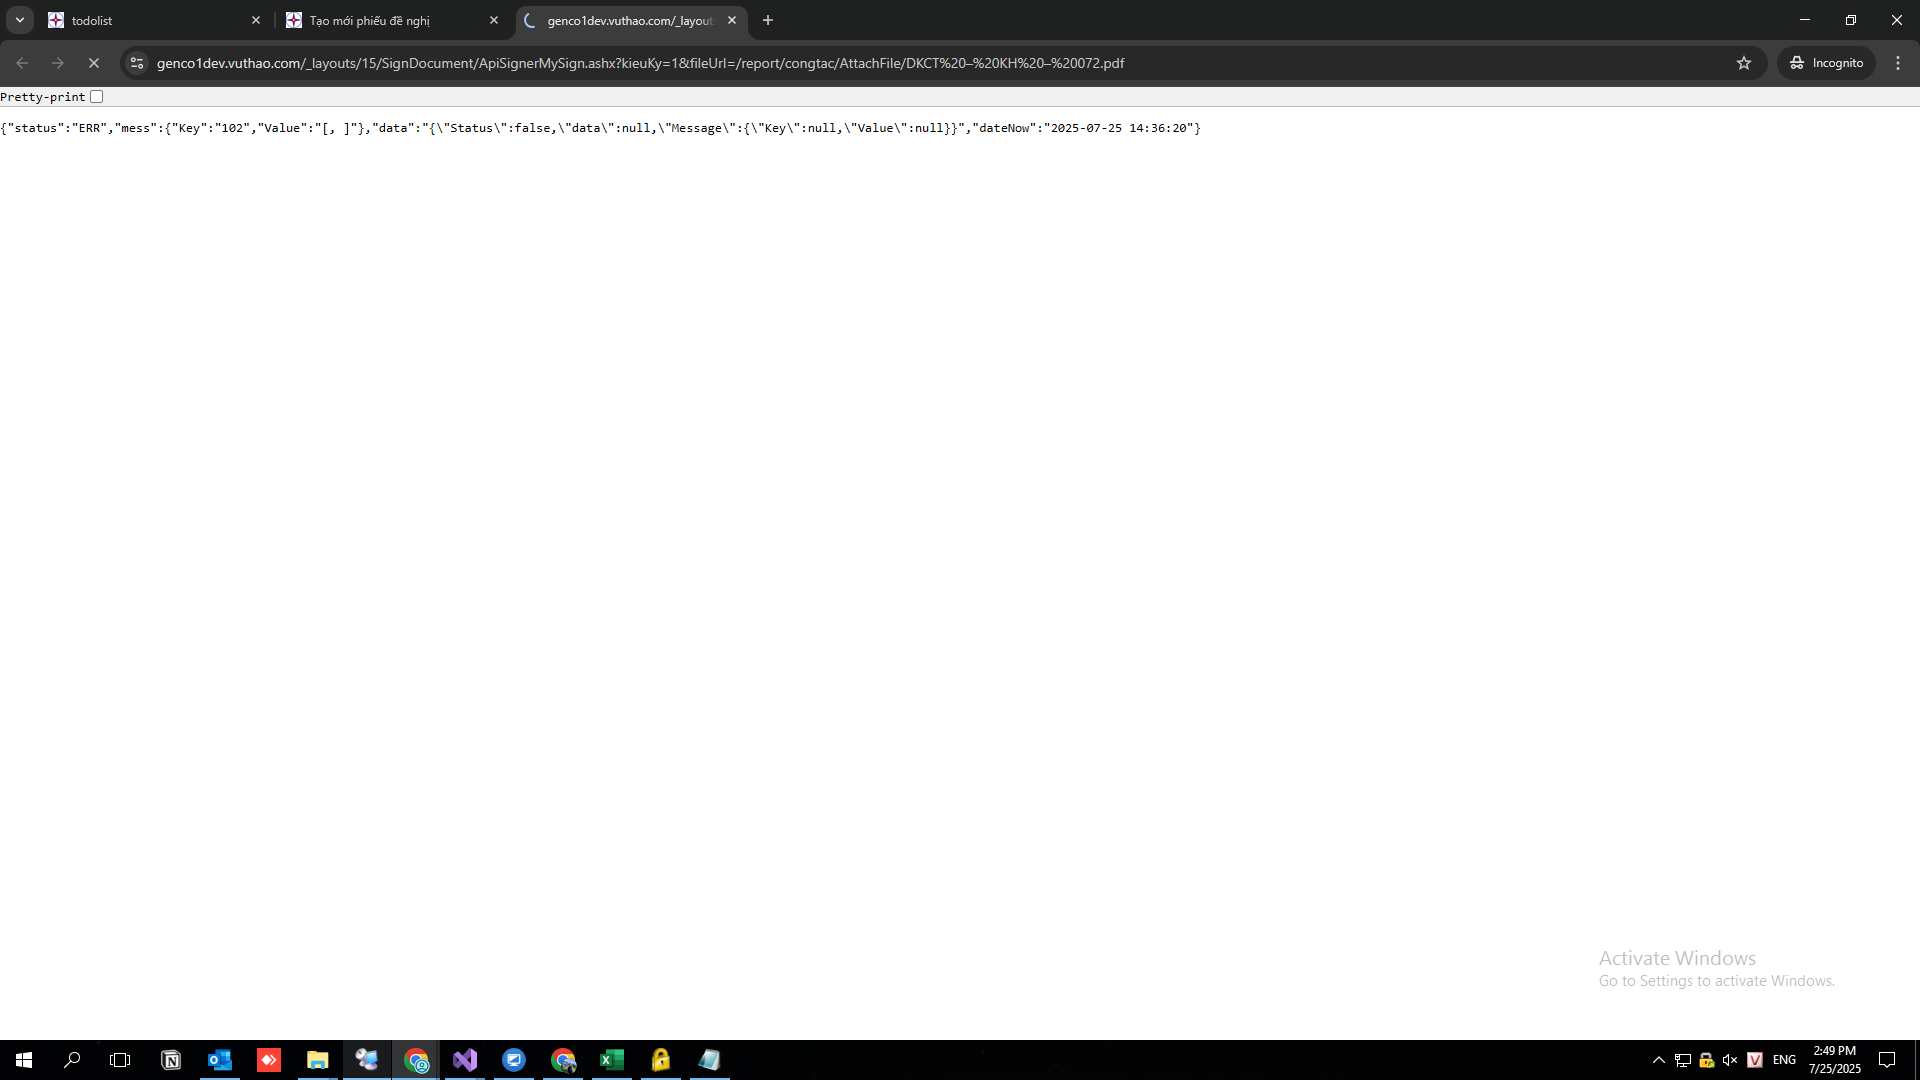 todolist
Tạo mới phiếu đề nghị
genco1dev.vuthao.com/_layout
genco1dev.vuthao.com/_layouts/15/SignDocument/ApiSignerMySign.ashx?kieuKy=1&fileUrl=/report/congtac/AttachFile/DKCT%20–%20KH%20–%20072.pdf
Incognito
Pretty-print
{"status":"ERR","mess":{"Key":"102","Value":"[, ]"},"data":"{\"Status\":false,\"data\":null,\"Message\":{\"Key\":null,\"Value\":null}}","dateNow":"2025-07-25 14:36:20"}
Activate Windows
Go to Settings to activate Windows.
ENG
2:49 PM
7/25/2025